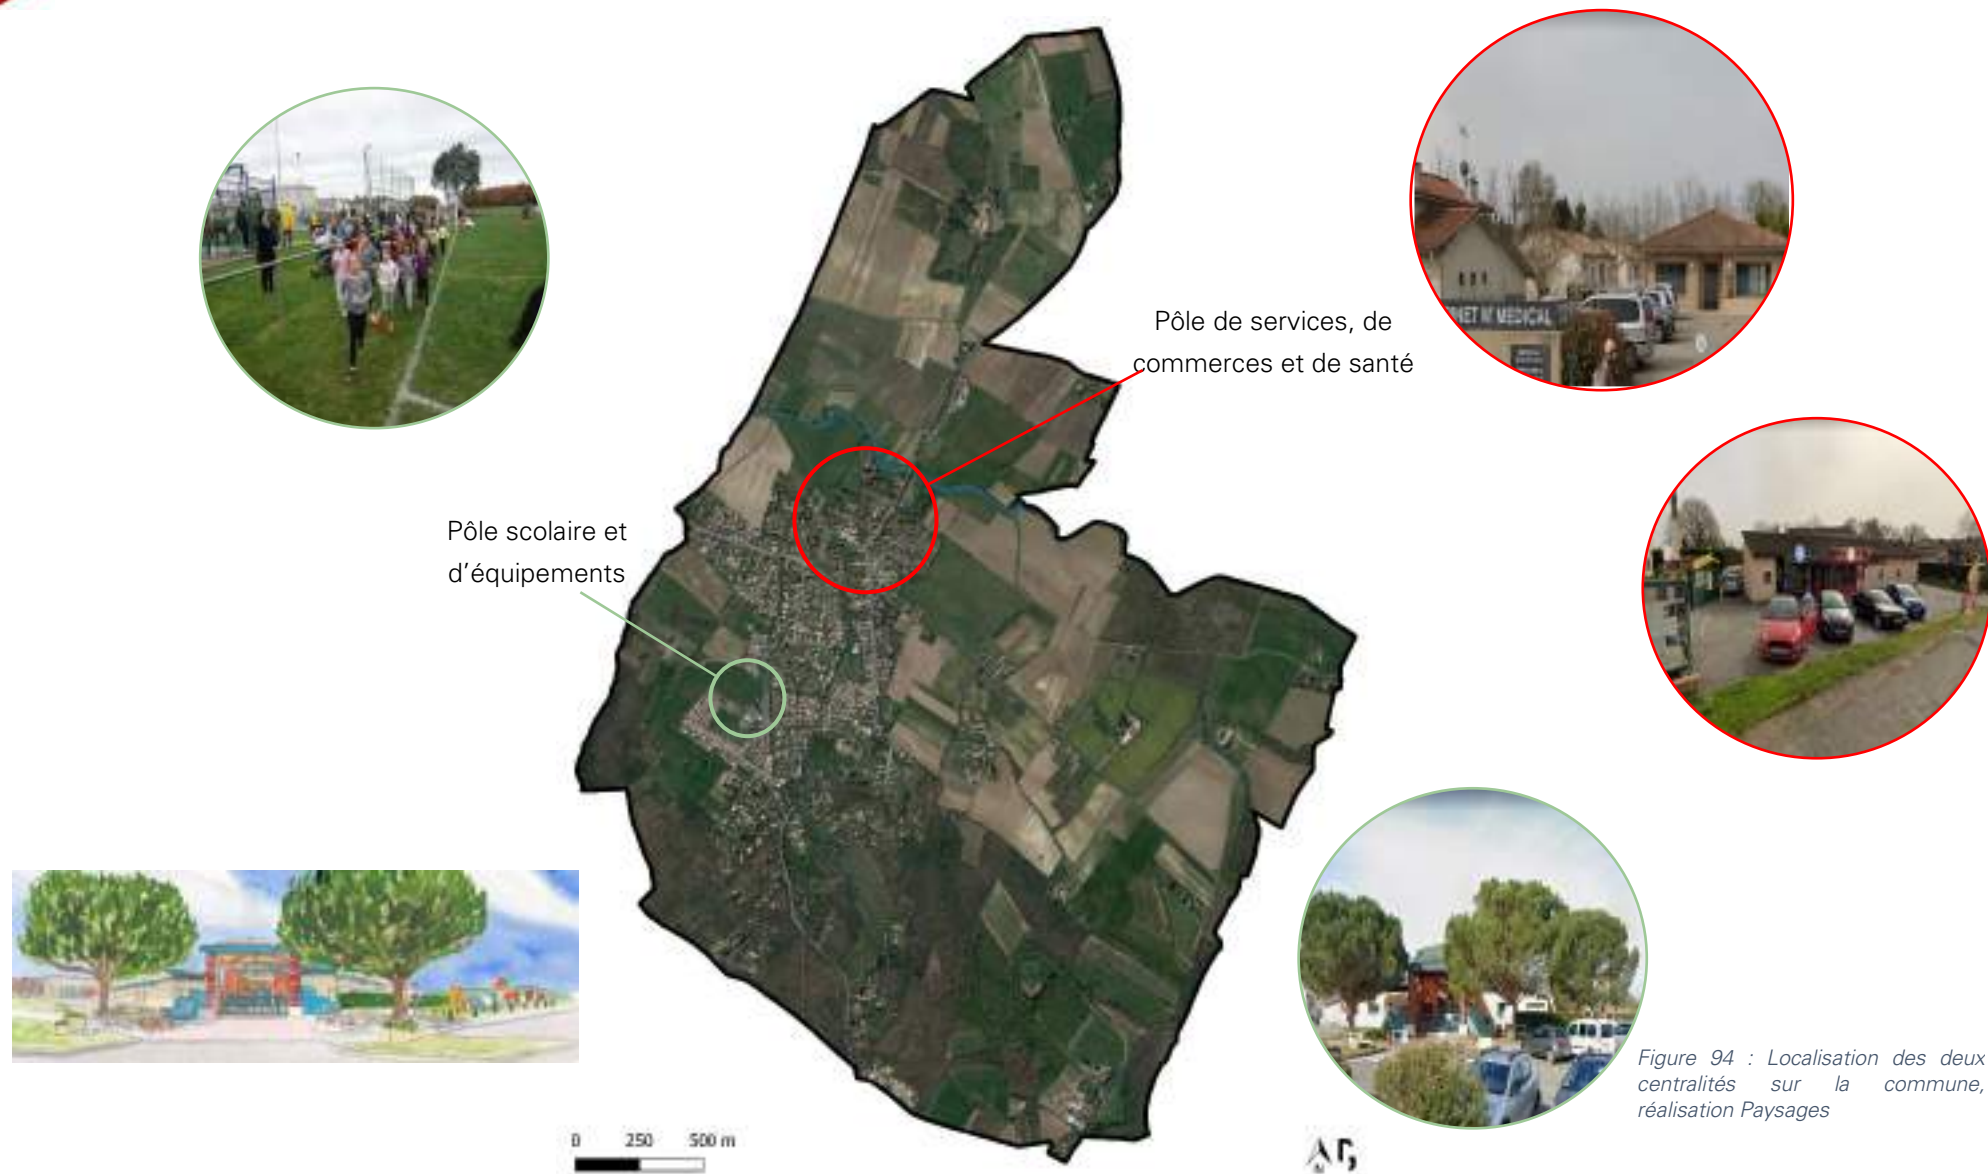 Pôle de services, de
commerces et de santé
NET M MEDICAL
Pôle scolaire et
d’équipements
Figure 94 : Localisation des deux
centralités sur la commune,
réalisation Paysages
0 250 500 m
N